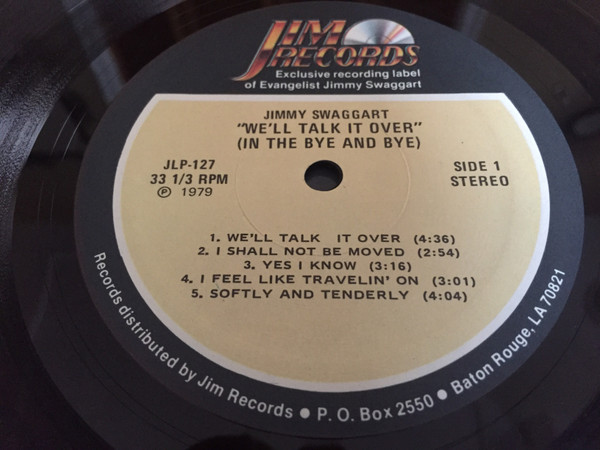 JIM
RECORDS
Exclusive recording label
of Evangelist Jimmy Swaggart
JIMMY SWAGGART
"WE'LL TALK IT OVER"
(IN THE BYE AND BYE)
JLP-127
33 1/3 RPM
Ⓟ 1979
SIDE 1
STEREO
1. WE'LL TALK IT OVER (4:36)
2. I SHALL NOT BE MOVED (2:54)
3. YES I KNOW (3:16)
4. I FEEL LIKE TRAVELIN' ON (3:01)
5. SOFTLY AND TENDERLY (4:04)
Records distributed by Jim Records ● P. O. Box 2550 ● Baton Rouge, LA 70821